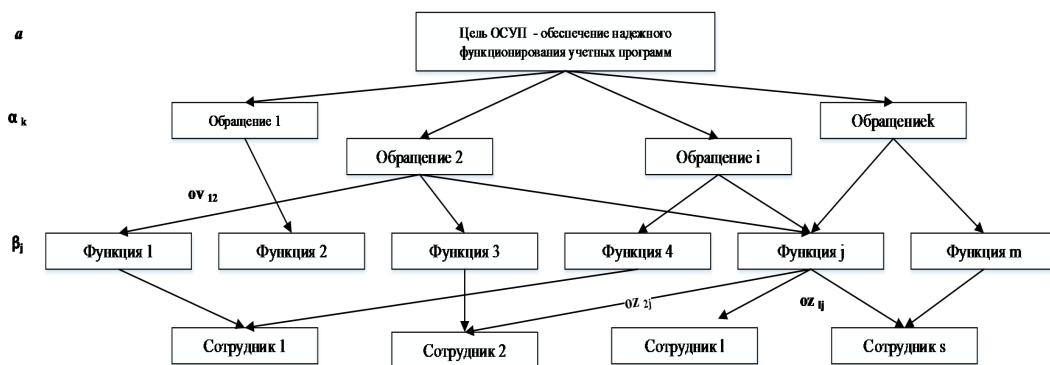 a
Цель ОСУП - обеспечение надежного
функционирования учетных программ
α k
Обращение 1
Обращениеk
Обращение 2
Обращение i
ov 12
βj
Функция 1
Функция 2
Функция 3
Функция 4
Функция j
Функция m
oz 2j
oz lj
Сотрудник 1
Сотрудник 2
Сотрудник l
Сотрудник s